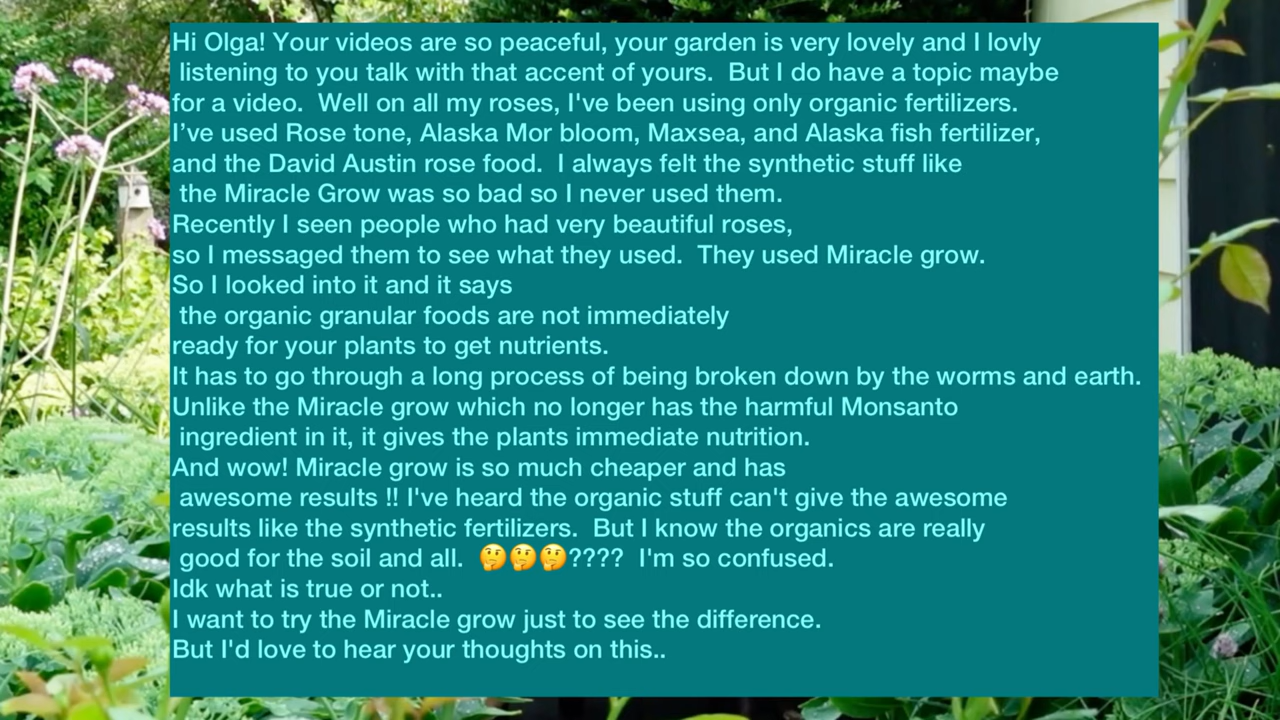 Hi Olga! Your videos are so peaceful, your garden is very lovely and I lovly
listening to you talk with that accent of yours.  But I do have a topic maybe
for a video.  Well on all my roses, I've been using only organic fertilizers.
I’ve used Rose tone, Alaska Mor bloom, Maxsea, and Alaska fish fertilizer,
and the David Austin rose food.  I always felt the synthetic stuff like
the Miracle Grow was so bad so I never used them.
Recently I seen people who had very beautiful roses,
so I messaged them to see what they used.  They used Miracle grow.
So I looked into it and it says
the organic granular foods are not immediately
ready for your plants to get nutrients.
It has to go through a long process of being broken down by the worms and earth.
Unlike the Miracle grow which no longer has the harmful Monsanto
ingredient in it, it gives the plants immediate nutrition.
And wow! Miracle grow is so much cheaper and has
awesome results !! I've heard the organic stuff can't give the awesome
results like the synthetic fertilizers.  But I know the organics are really
good for the soil and all.  🤔🤔🤔????  I'm so confused.
Idk what is true or not..
I want to try the Miracle grow just to see the difference.
But I'd love to hear your thoughts on this..